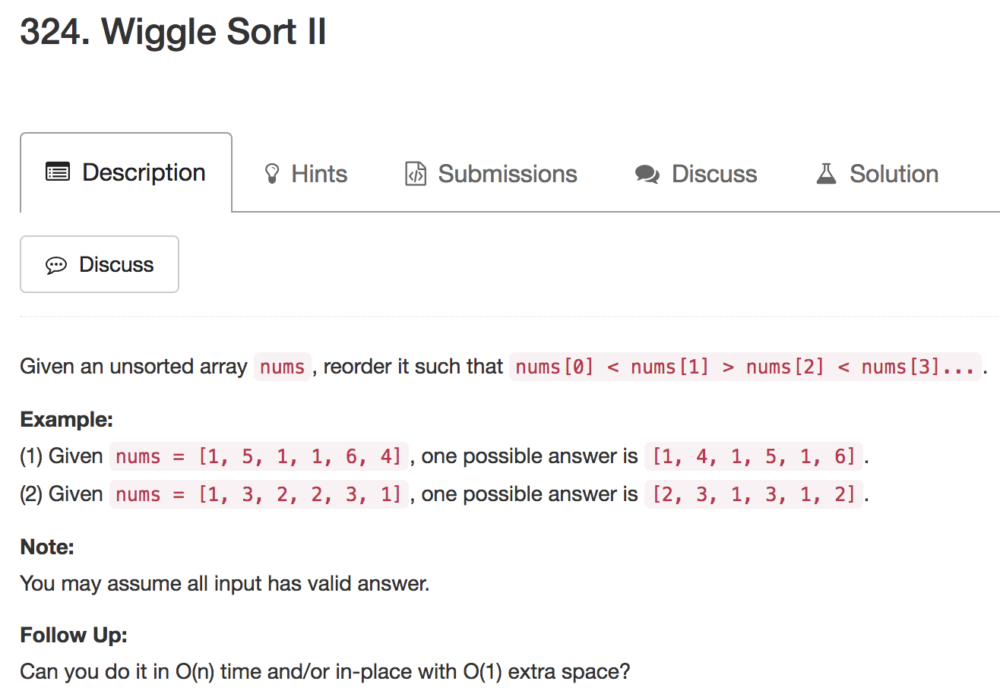 324. Wiggle Sort II
Description Hints Submissions Discuss Solution
Discuss
Given an unsorted array nums, reorder it such that nums[0] < nums[1] > nums[2] < nums[3]....
Example:
(1) Given nums = [1, 5, 1, 1, 6, 4], one possible answer is [1, 4, 1, 5, 1, 6].
(2) Given nums = [1, 3, 2, 2, 3, 1], one possible answer is [2, 3, 1, 3, 1, 2].
Note:
You may assume all input has valid answer.
Follow Up:
Can you do it in O(n) time and/or in-place with O(1) extra space?